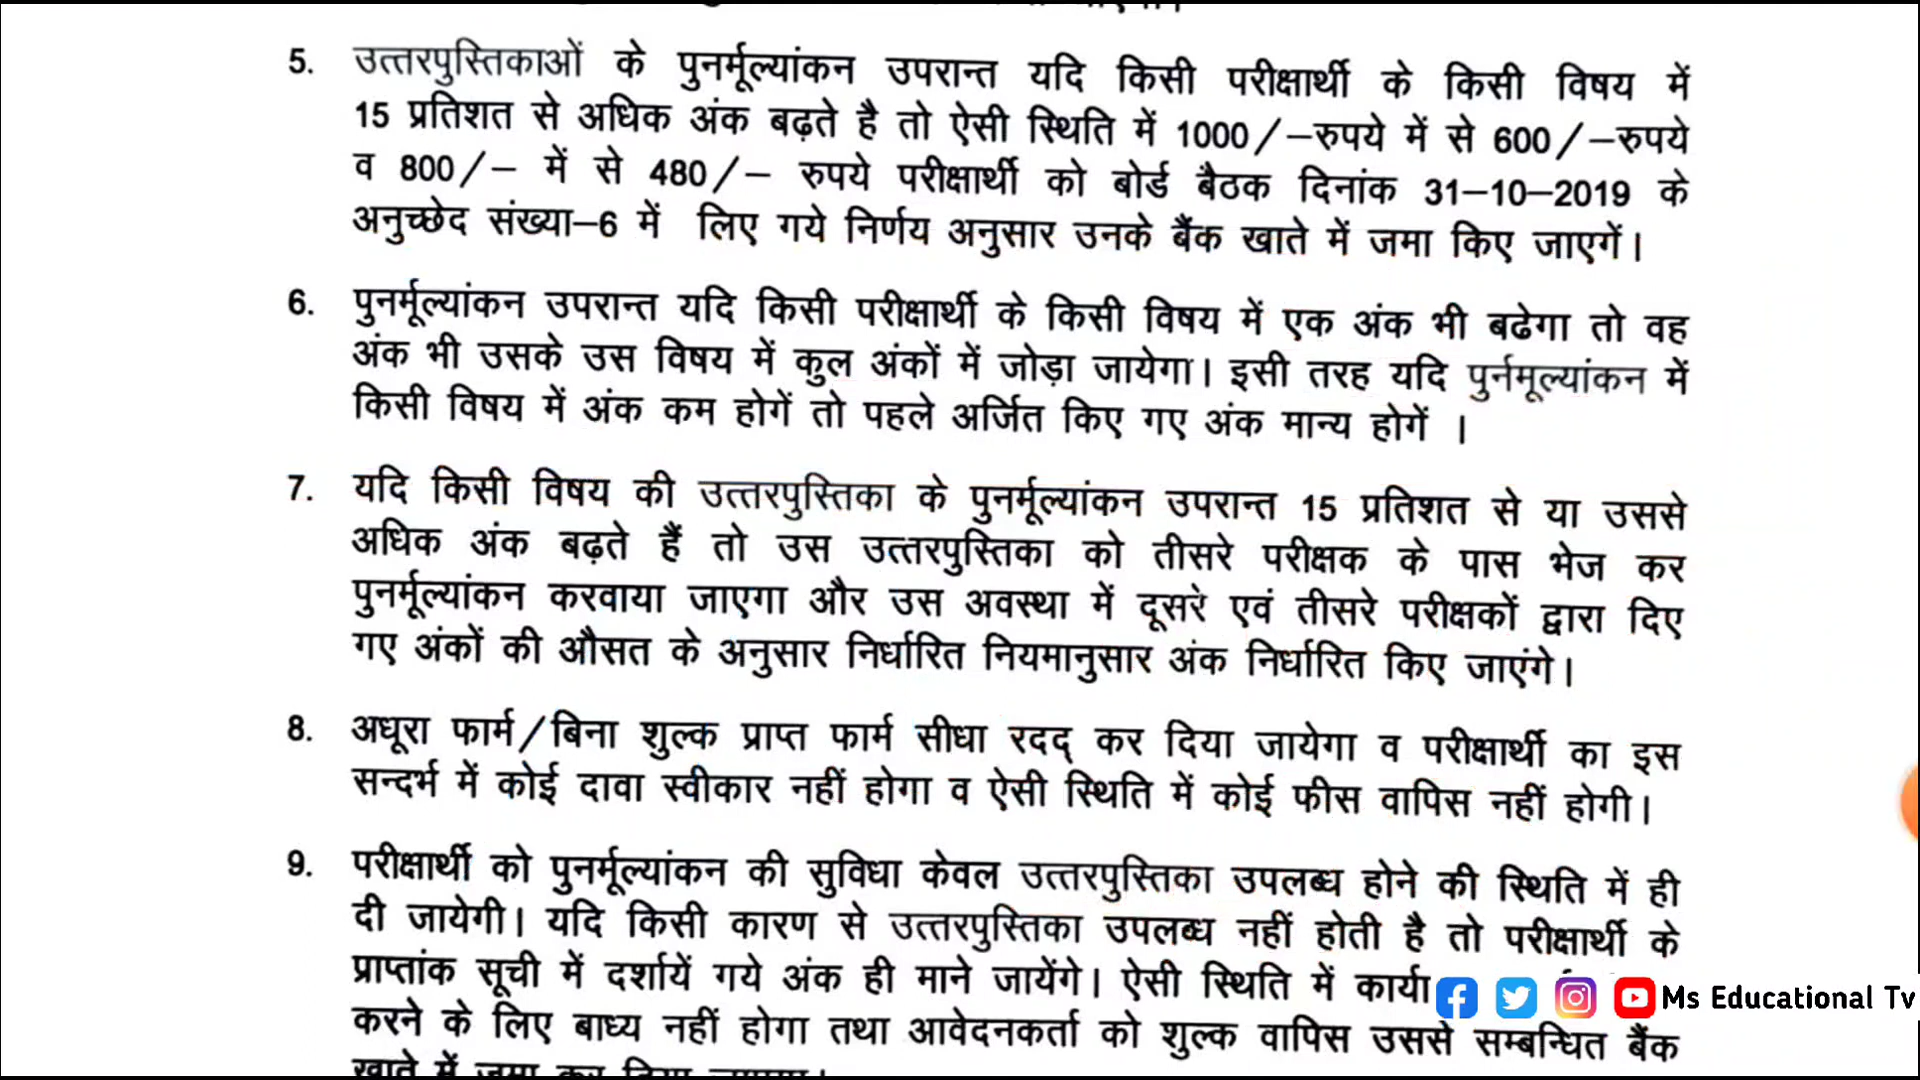 5. उत्तरपुस्तिकाओं के पुनर्मूल्यांकन उपरान्त यदि किसी परीक्षार्थी के किसी विषय में
15 प्रतिशत से अधिक अंक बढ़ते है तो ऐसी स्थिति में 1000/–रुपये में से 600/–रुपये
व 800/– में से 480/– रुपये परीक्षार्थी को बोर्ड बैठक दिनांक 31–10–2019 के
अनुच्छेद संख्या–6 में लिए गये निर्णय अनुसार उनके बैंक खाते में जमा किए जाएगें।
6. पुनर्मूल्यांकन उपरान्त यदि किसी परीक्षार्थी के किसी विषय में एक अंक भी बढेगा तो वह
अंक भी उसके उस विषय में कुल अंकों में जोड़ा जायेगा। इसी तरह यदि पुर्नमूल्यांकन में
किसी विषय में अंक कम होगें तो पहले अर्जित किए गए अंक मान्य होगें ।
7. यदि किसी विषय की उत्तरपुस्तिका के पुनर्मूल्यांकन उपरान्त 15 प्रतिशत से या उससे
अधिक अंक बढ़ते हैं तो उस उत्तरपुस्तिका को तीसरे परीक्षक के पास भेज कर
पुनर्मूल्यांकन करवाया जाएगा और उस अवस्था में दूसरे एवं तीसरे परीक्षकों द्वारा दिए
गए अंकों की औसत के अनुसार निर्धारित नियमानुसार अंक निर्धारित किए जाएंगे।
8. अधूरा फार्म/बिना शुल्क प्राप्त फार्म सीधा रदद् कर दिया जायेगा व परीक्षार्थी का इस
सन्दर्भ में कोई दावा स्वीकार नहीं होगा व ऐसी स्थिति में कोई फीस वापिस नहीं होगी।
9. परीक्षार्थी को पुनर्मूल्यांकन की सुविधा केवल उत्तरपुस्तिका उपलब्ध होने की स्थिति में ही
दी जायेगी। यदि किसी कारण से उत्तरपुस्तिका उपलब्ध नहीं होती है तो परीक्षार्थी के
प्राप्तांक सूची में दर्शायें गये अंक ही माने जायेंगे। ऐसी स्थिति में कार्या
Ms Educational Tv
करने के लिए बाध्य नहीं होगा तथा आवेदनकर्ता को शुल्क वापिस उससे सम्बन्धित बैंक
खाते में जमा कर दिया